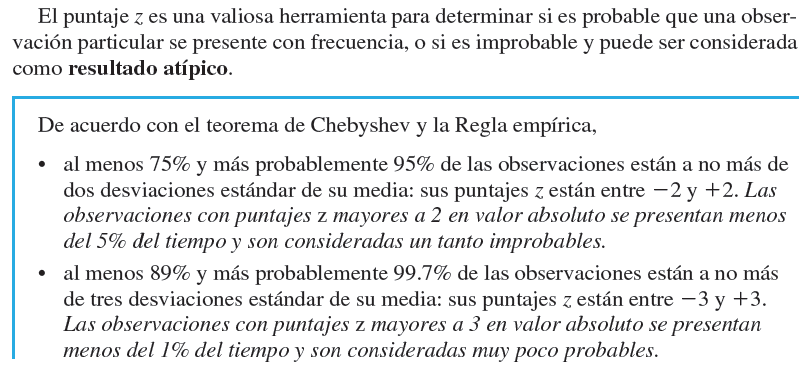 El puntaje z es una valiosa herramienta para determinar si es probable que una obser-
vación particular se presente con frecuencia, o si es improbable y puede ser considerada
como resultado atípico.
De acuerdo con el teorema de Chebyshev y la Regla empírica,
• al menos 75% y más probablemente 95% de las observaciones están a no más de
dos desviaciones estándar de su media: sus puntajes z están entre −2 y +2. Las
observaciones con puntajes z mayores a 2 en valor absoluto se presentan menos
del 5% del tiempo y son consideradas un tanto improbables.
• al menos 89% y más probablemente 99.7% de las observaciones están a no más
de tres desviaciones estándar de su media: sus puntajes z están entre −3 y +3.
Las observaciones con puntajes z mayores a 3 en valor absoluto se presentan
menos del 1% del tiempo y son consideradas muy poco probables.